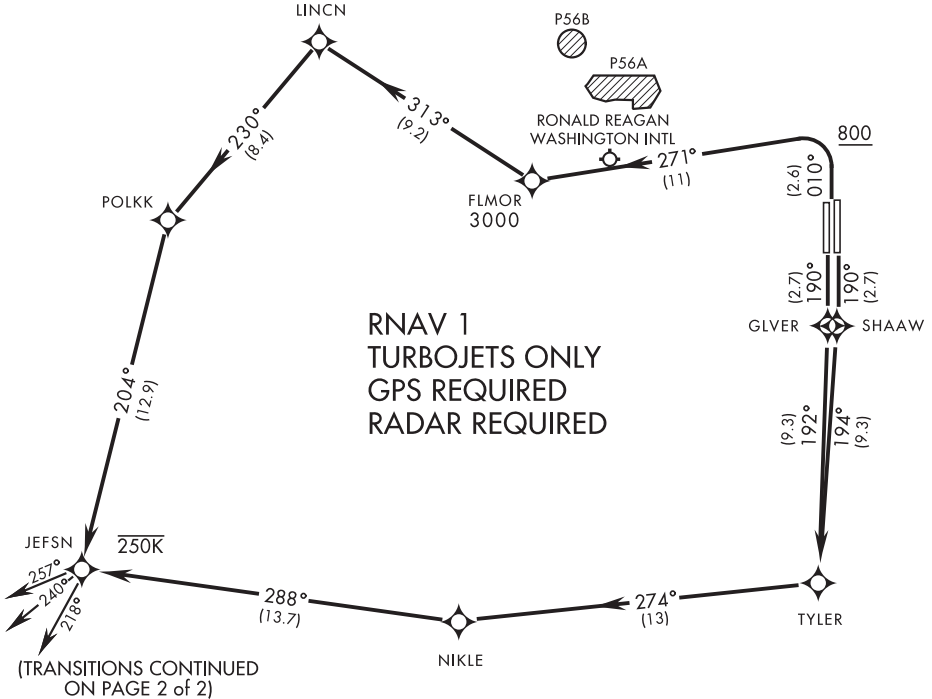 LINCN
P56B
P56A
RONALD REAGAN
WASHINGTON INTL
800
313°
(9.2)
271°
(11)
230°
(8.4)
(2.6)
010°
POLKK
FLMOR
3000
(2.7)
190°
190°
(2.7)
GLVER
SHAAW
RNAV 1
TURBOJETS ONLY
GPS REQUIRED
RADAR REQUIRED
204°
(12.9)
(9.3)
192°
194°
(9.3)
JEFSN
250K
257°
240°
218°
288°
(13.7)
274°
(13)
TYLER
NIKLE
(TRANSITIONS CONTINUED
ON PAGE 2 of 2)